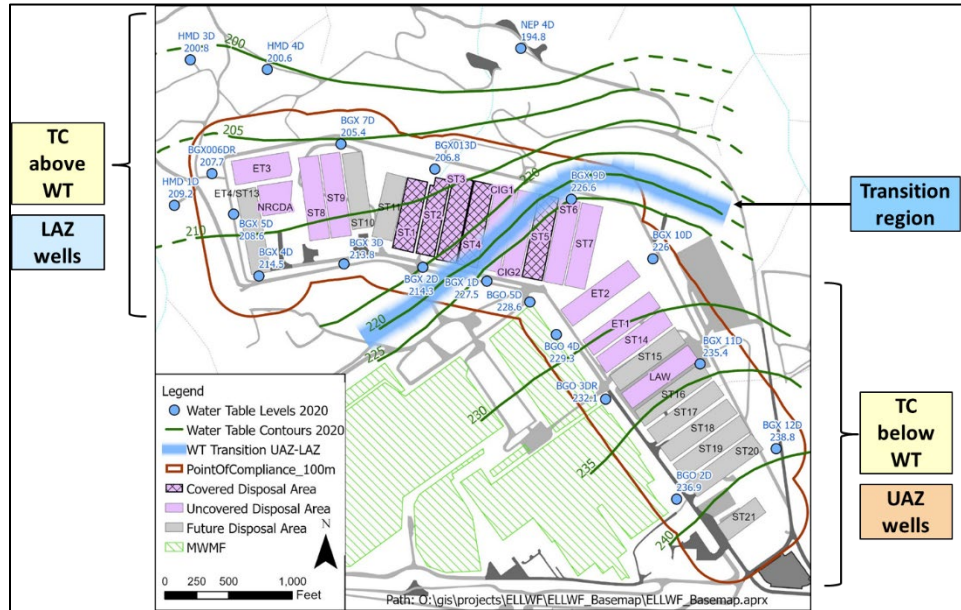 TC
above
WT
LAZ
wells
Transition
region
TC
below
WT
UAZ
wells
HMD 3D
200.8
HMD 4D
200.6
200
NEP 4D
194.8
205
BGX 7D
205.4
BGX006DR
207.7
BGX013D
206.8
HMD 1D
209.2
ET3
ET4/ST13
NRCDA
ST8
ST9
ST10
ST11
ST1
ST2
ST3
ST4
CIG1
220
BGX 9D
226.6
ST6
ST5
ST7
CIG2
210
BGX 5D
208.6
BGX 4D
214.5
BGX 3D
213.8
BGX 2D
214.3
BGX 1D
227.5
BGX 10D
226
BGO 5D
228.6
ET2
220
225
BGO 4D
229.3
ET1
ST14
ST15
BGX 11D
235.4
LAW
ST16
BGO 3DR
232.1
ST17
ST18
ST19
ST20
230
235
BGX 12D
238.8
BGO 2D
236.9
ST21
240
Legend
Water Table Levels 2020
Water Table Contours 2020
WT Transition UAZ-LAZ
PointOfCompliance_100m
Covered Disposal Area
Uncovered Disposal Area
Future Disposal Area
MWMF
N
0 250 500 1,000
Feet
Path: O:\gis\projects\ELLWF\ELLWF_Basemap\ELLWF_Basemap.aprx